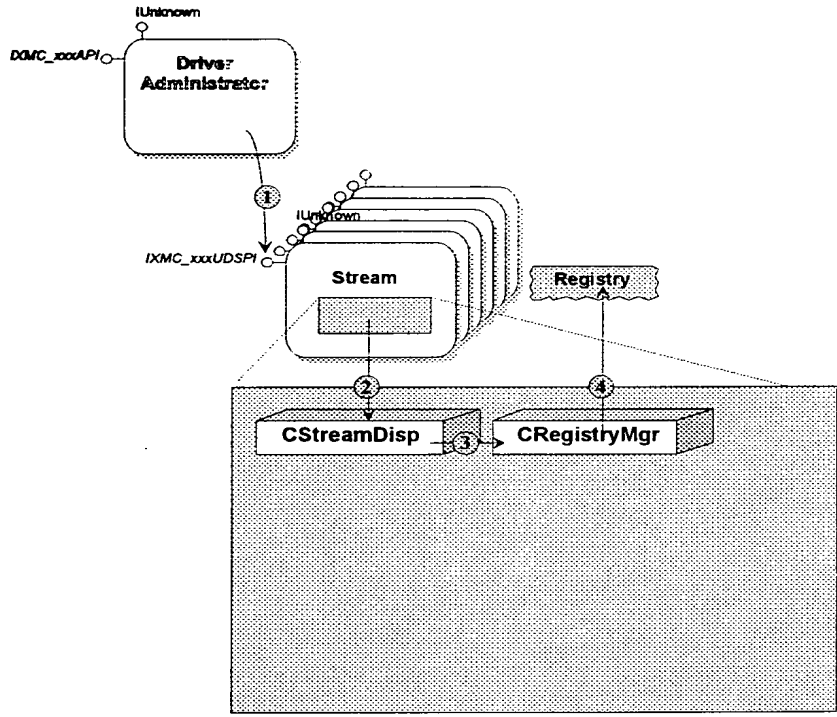 IUnknown
IXMC_xxxAPI
Driver
Administrator
1
IUnknown
IXMC_xxxUDSPI
Stream
Registry
2
4
CStreamDisp
3
CRegistryMgr